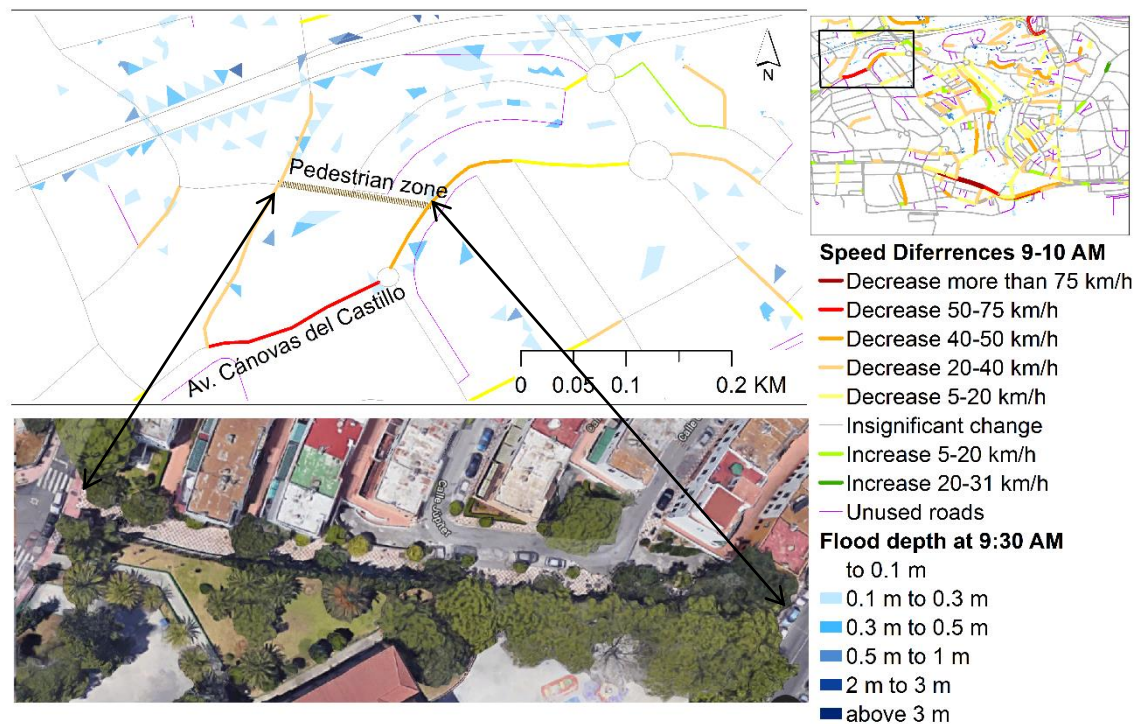 N
Pedestrian zone
Av. Cánovas del Castillo
0 0.05 0.1 0.2 KM
Speed Diferrences 9-10 AM
Decrease more than 75 km/h
Decrease 50-75 km/h
Decrease 40-50 km/h
Decrease 20-40 km/h
Decrease 5-20 km/h
Insignificant change
Increase 5-20 km/h
Increase 20-31 km/h
Unused roads
Flood depth at 9:30 AM
to 0.1 m
0.1 m to 0.3 m
0.3 m to 0.5 m
0.5 m to 1 m
2 m to 3 m
above 3 m
Calle